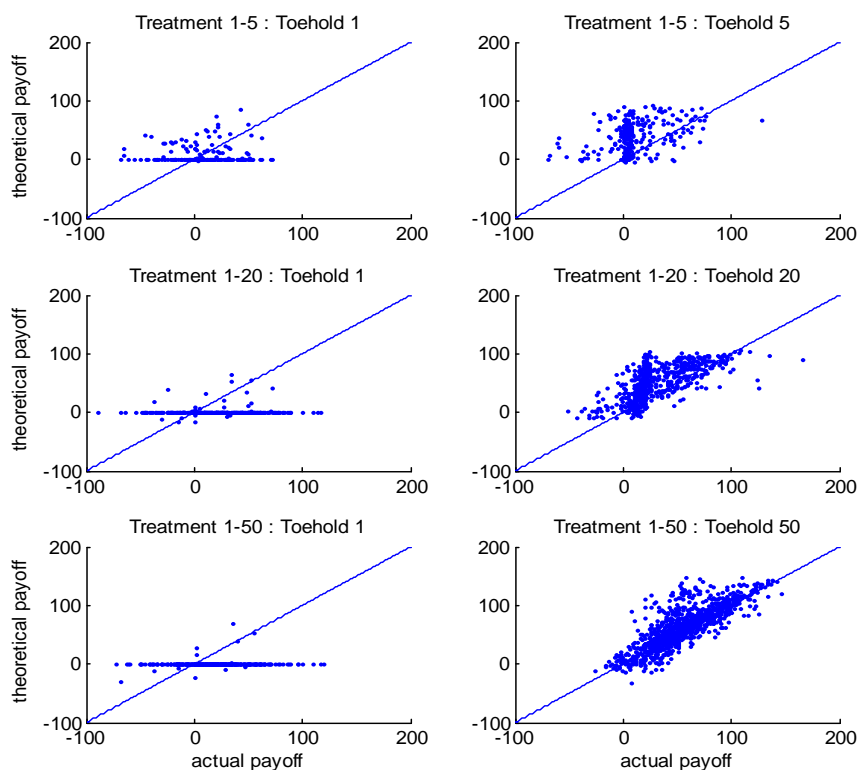 Treatment 1-5 : Toehold 1
200
100
0
-100
-100 0 100 200
theoretical payoff
Treatment 1-5 : Toehold 5
200
100
0
-100
-100 0 100 200
Treatment 1-20 : Toehold 1
200
100
0
-100
-100 0 100 200
theoretical payoff
Treatment 1-20 : Toehold 20
200
100
0
-100
-100 0 100 200
Treatment 1-50 : Toehold 1
200
100
0
-100
-100 0 100 200
theoretical payoff
actual payoff
Treatment 1-50 : Toehold 50
200
100
0
-100
-100 0 100 200
actual payoff